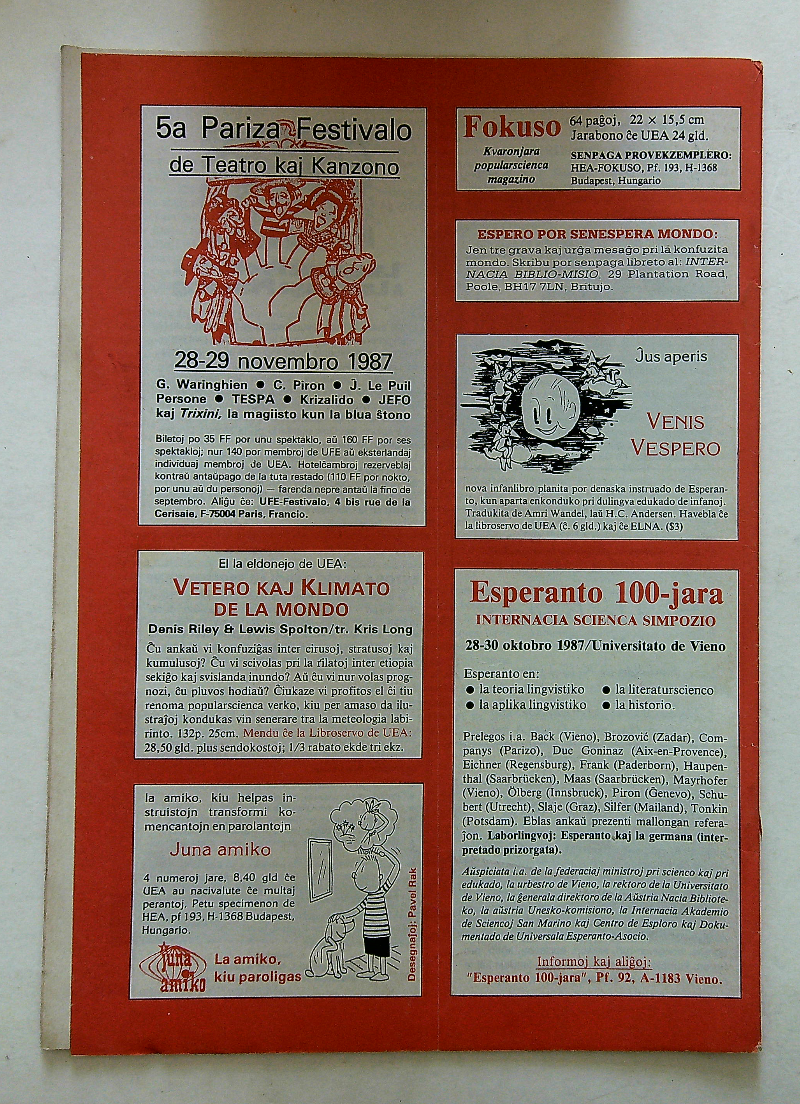 5a Pariza Festivalo
de Teatro kaj Kanzono
28-29 novembro 1987
G. Waringhien ● C. Piron ● J. Le Puil
Persone ● TESPA ● Krizalido ● JEFO
kaj Trixini, la magiisto kun la blua ŝtono
Biletoj po 35 FF por unu spektaklo, aŭ 160 FF por ses
spektakloj; nur 140 por membroj de UFE aŭ eksterlandaj
individuaj membroj de UEA. Hotelĉambroj rezerveblaj
kontraŭ antaŭpago de la tuta restado (110 FF por nokto,
por unu aŭ du personoj) — farenda nepre antaŭ la fino de
septembro. Aliĝu ĉe: UFE-Festivalo, 4 bis rue de la
Cerisaie, F-75004 Paris, Francio.
El la eldonejo de UEA:
VETERO KAJ KLIMATO
DE LA MONDO
Denis Riley & Lewis Spolton/tr. Kris Long
Ĉu ankaŭ vi konfuziĝas inter cirusoj, stratusoj kaj
kumulusoj? Ĉu vi scivolas pri la rilatoj inter etiopia
sekiĝo kaj svislanda inundo? Aŭ ĉu vi nur volas prog-
nozi, ĉu pluvos hodiaŭ? Ĉiukaze vi profitos el ĉi tiu
renoma popularscienca verko, kiu per amaso da ilu-
straĵoj kondukas vin senerare tra la meteologia labi-
rinto. 132p. 25cm. Mendu ĉe la Libroservo de UEA:
28,50 gld. plus sendokostoj; 1/3 rabato ekde tri ekz.
la amiko, kiu helpas in-
struistojn transformi ko-
mencantojn en parolantojn
Juna amiko
4 numeroj jare, 8,40 gld ĉe
UEA aŭ nacivalute ĉe multaj
perantoj. Petu specimenon de
HEA, pf 193, H-1368 Budapest,
Hungario.
juna
amiko
La amiko,
kiu paroligas
Desegnaĵoj: Pavel Rak
Fokuso
Kvaronjara
popularscienca
magazino
64 paĝoj, 22 × 15,5 cm
Jarabono ĉe UEA 24 gld.
SENPAGA PROVEKZEMPLERO:
HEA-FOKUSO, Pf. 193, H-1368
Budapest, Hungario
ESPERO POR SENESPERA MONDO:
Jen tre grava kaj urĝa mesaĝo pri la konfuzita
mondo. Skribu por senpaga libreto al: INTER-
NACIA BIBLIO-MISIO, 29 Plantation Road,
Poole, BH17 7LN, Britujo.
Ĵus aperis
VENIS
VESPERO
nova infanlibro planita por denaska instruado de Esperan-
to, kun aparta enkonduko pri dulingva edukado de infanoj.
Tradukita de Amri Wandel, laŭ H.C. Andersen. Havebla ĉe
la libroservo de UEA (ĉ. 6 gld.) kaj ĉe ELNA. ($3)
Esperanto 100-jara
INTERNACIA SCIENCA SIMPOZIO
28-30 oktobro 1987/Universitato de Vieno
Esperanto en:
● la teoria lingvistiko ● la literaturscienco
● la aplika lingvistiko ● la historio.
Prelegos i.a. Back (Vieno), Brozović (Zadar), Com-
panys (Parizo), Duc Goninaz (Aix-en-Provence),
Eichner (Regensburg), Frank (Paderborn), Haupen-
thal (Saarbrücken), Maas (Saarbrücken), Mayrhofer
(Vieno), Ölberg (Innsbruck), Piron (Ĝenevo), Schu-
bert (Utrecht), Slaje (Graz), Silfer (Mailand), Tonkin
(Potsdam). Eblas ankaŭ prezenti mallongan refera-
ĵon. Laborlingvoj: Esperanto kaj la germana (inter-
pretado prizorgata).
Aŭspiciata i.a. de la federaciaj ministroj pri scienco kaj pri
edukado, la urbestro de Vieno, la rektoro de la Universitato
de Vieno, la ĝenerala direktoro de la Aŭstria Nacia Bibliote-
ko, la aŭstria Unesko-komisiono, la Internacia Akademio
de Sciencoj San Marino kaj Centro de Esploro kaj Doku-
mentado de Universala Esperanto-Asocio.
Informoj kaj aliĝoj:
"Esperanto 100-jara", Pf. 92, A-1183 Vieno.